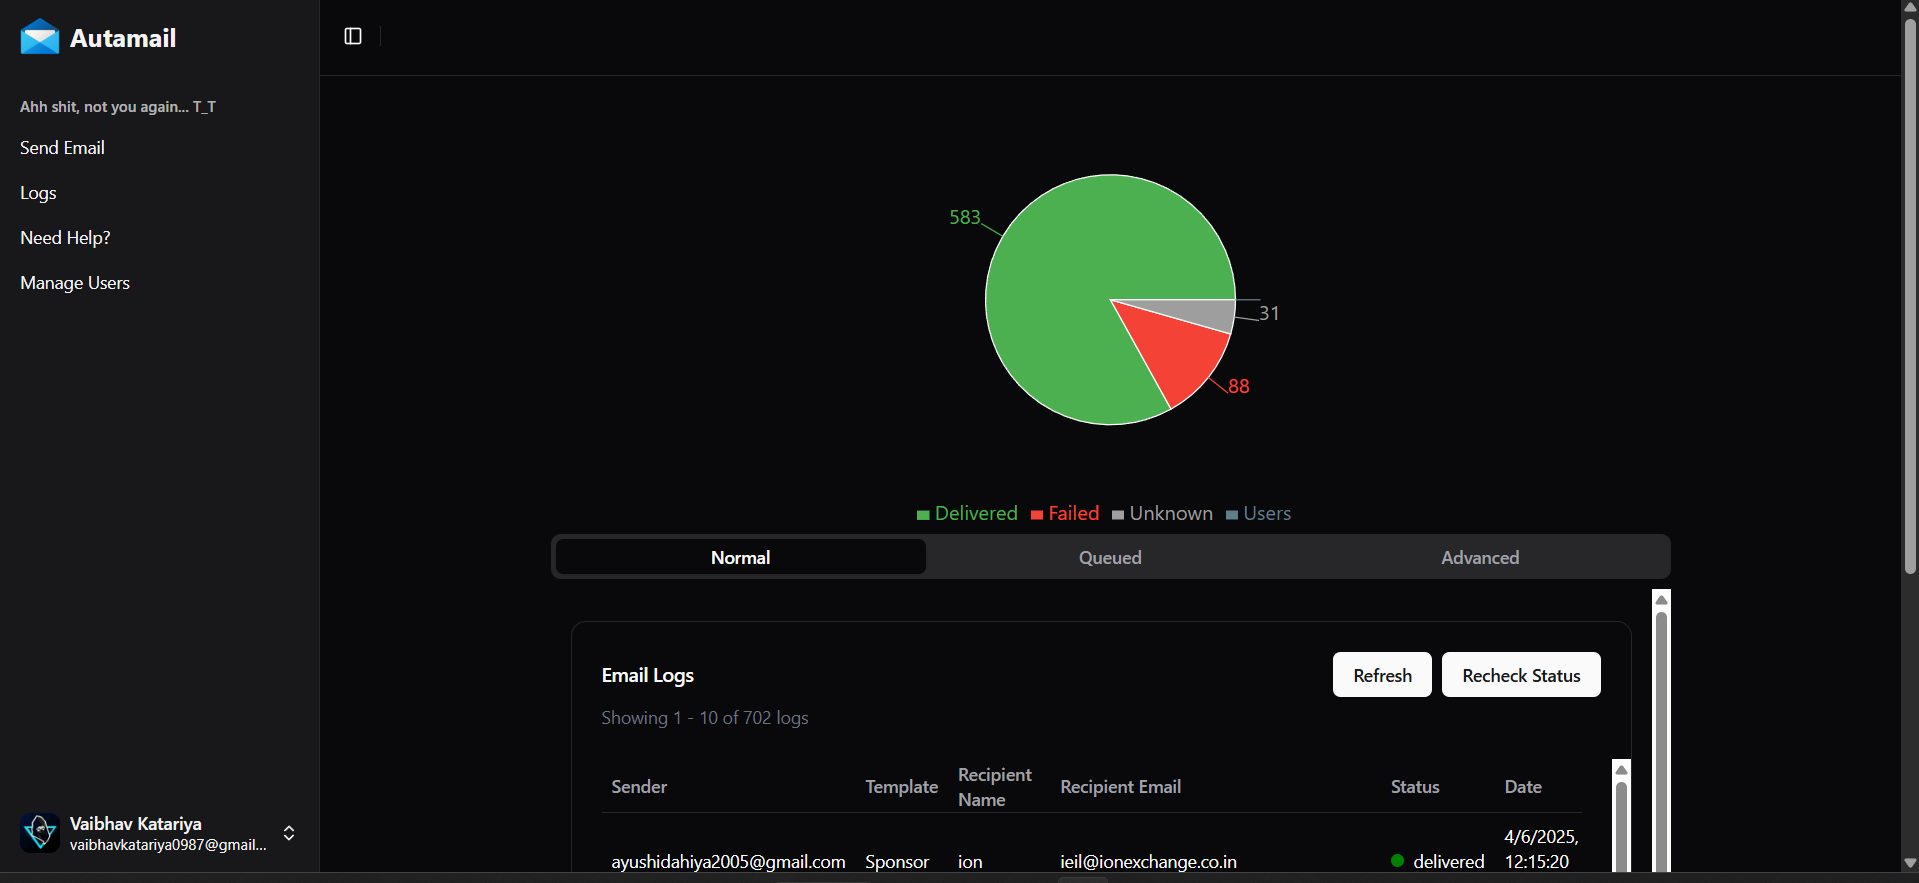 Autamail
Ahh shit, not you again... T_T
Send Email
Logs
Need Help?
Manage Users
583
31
88
Delivered Failed Unknown Users
Normal Queued Advanced
Email Logs
Refresh Recheck Status
Showing 1 - 10 of 702 logs
Sender Template Recipient Name Recipient Email Status Date
ayushidahiya2005@gmail.com Sponsor ion ieil@ionexchange.co.in delivered 4/6/2025, 12:15:20
Vaibhav Katariya
vaibhavkatariya0987@gmail...